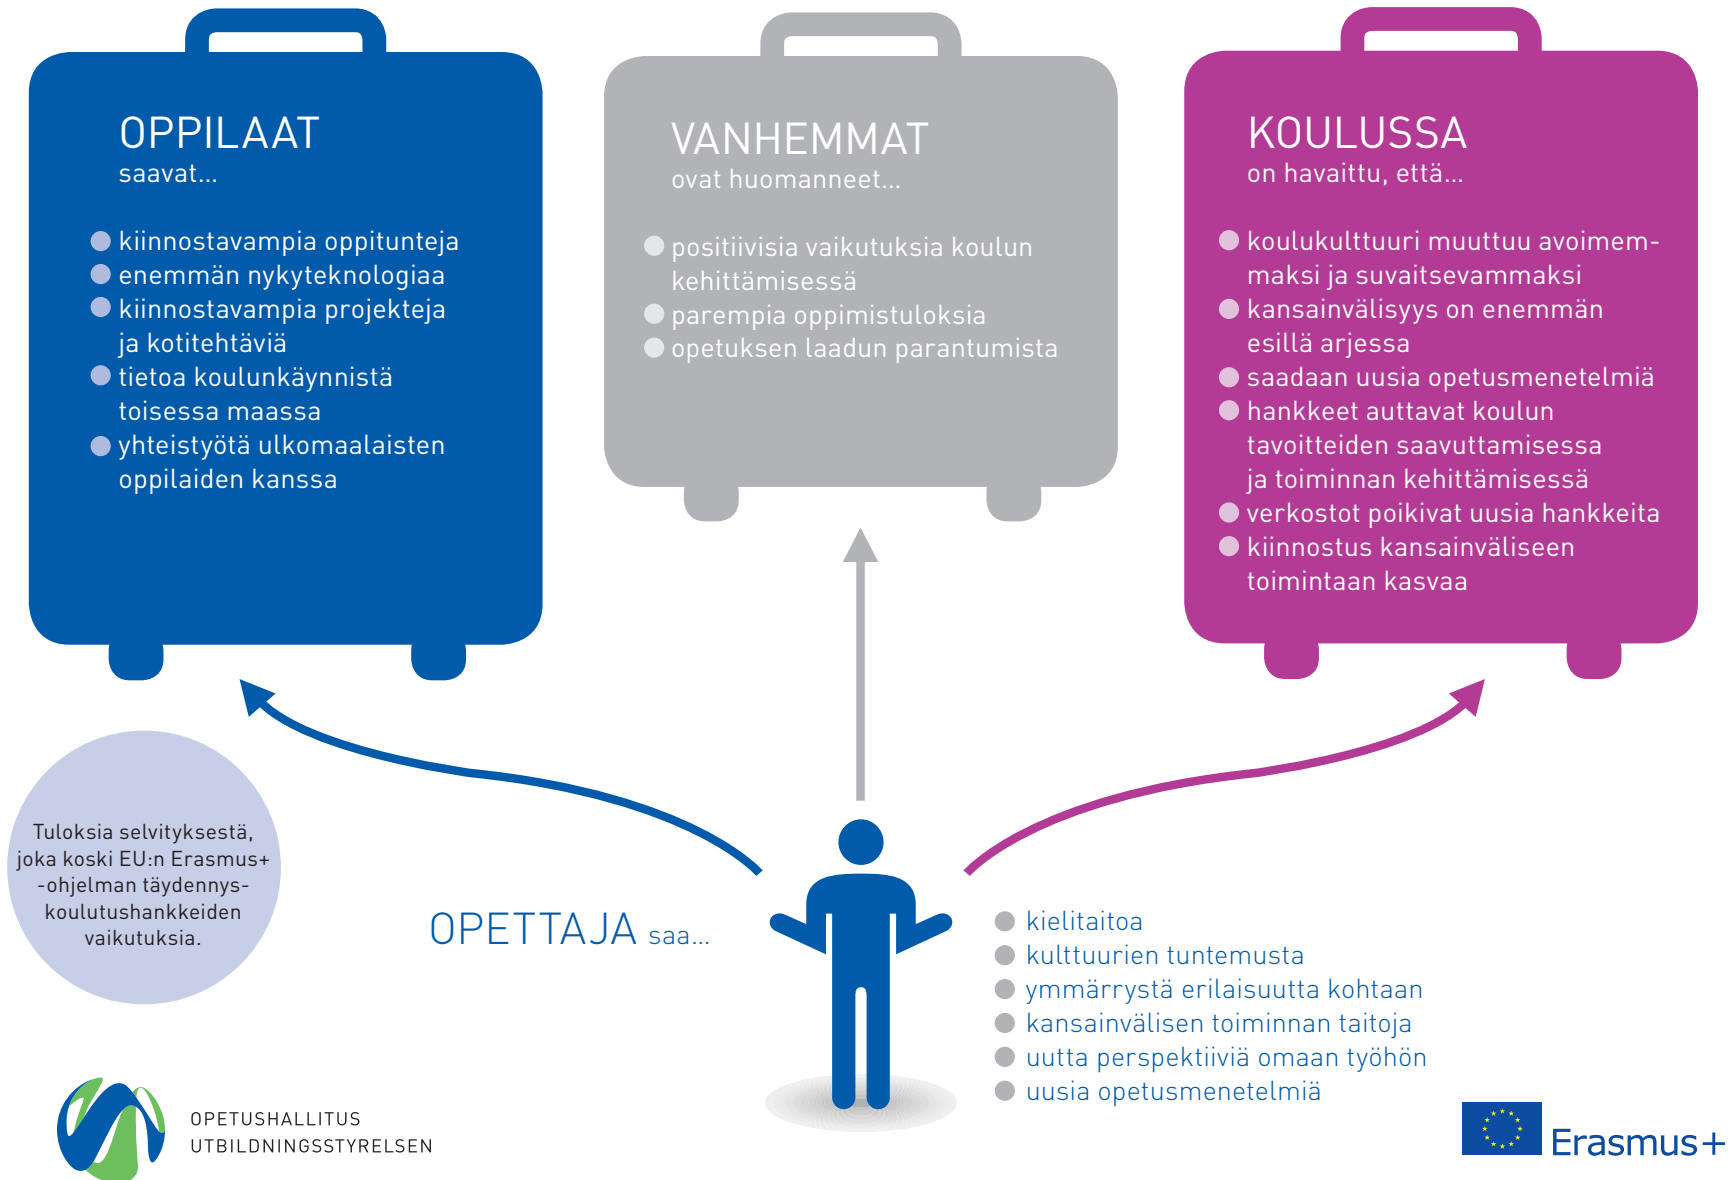 OPPILAAT
saavat...
kiinnostavampia oppitunteja
enemmän nykyteknologiaa
kiinnostavampia projekteja
ja kotitehtäviä
tietoa koulunkäynnistä
toisessa maassa
yhteistyötä ulkomaalaisten
oppilaiden kanssa
VANHEMMAT
ovat huomanneet...
positiivisia vaikutuksia koulun
kehittämisessä
parempia oppimistuloksia
opetuksen laadun parantumista
KOULUSSA
on havaittu, että...
koulukulttuuri muuttuu avoimem-
maksi ja suvaitsevammaksi
kansainvälisyys on enemmän
esillä arjessa
saadaan uusia opetusmenetelmiä
hankkeet auttavat koulun
tavoitteiden saavuttamisessa
ja toiminnan kehittämisessä
verkostot poikivat uusia hankkeita
kiinnostus kansainväliseen
toimintaan kasvaa
Tuloksia selvityksestä,
joka koski EU:n Erasmus+
-ohjelman täydennys-
koulutushankkeiden
vaikutuksia.
OPETTAJA saa...
kielitaitoa
kulttuurien tuntemusta
ymmärrystä erilaisuutta kohtaan
kansainvälisen toiminnan taitoja
uutta perspektiiviä omaan työhön
uusia opetusmenetelmiä
OPETUSHALLITUS
UTBILDNINGSSTYRELSEN
Erasmus+